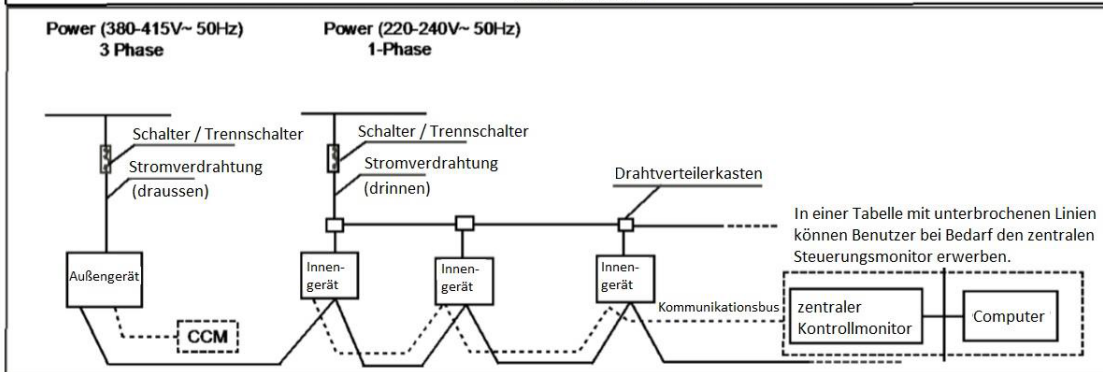 Power (380-415V~ 50Hz)
3 Phase
Power (220-240V~ 50Hz)
1-Phase
Schalter / Trennschalter
Stromverdrahtung
(draussen)
Schalter / Trennschalter
Stromverdrahtung
(drinnen)
Drahtverteilerkasten
In einer Tabelle mit unterbrochenen Linien
können Benutzer bei Bedarf den zentralen
Steuerungsmonitor erwerben.
Außengerät
Innen-
gerät
Innen-
gerät
Innen-
gerät
Kommunikationsbus
zentraler
Kontrollmonitor
Computer
CCM